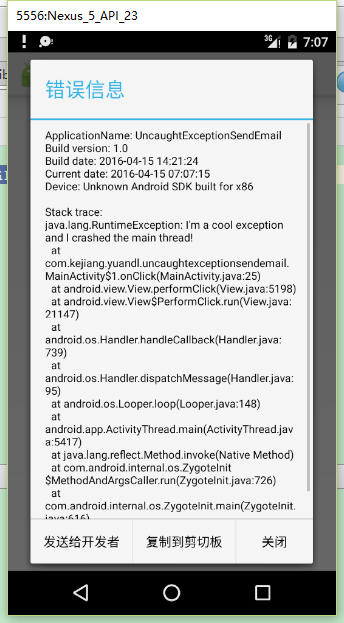 5556:Nexus_5_API_23
3G
7:07
错误信息
ApplicationName: UncaughtExceptionSendEmail
Build version: 1.0
Build date: 2016-04-15 14:21:24
Current date: 2016-04-15 07:07:15
Device: Unknown Android SDK built for x86
Stack trace:
java.lang.RuntimeException: I'm a cool exception
and I crashed the main thread!
at
com.kejiang.yuandl.uncaughtexceptionsendemail.
MainActivity$1.onClick(MainActivity.java:25)
at android.view.View.performClick(View.java:5198)
at android.view.View$PerformClick.run(View.java:
21147)
at
android.os.Handler.handleCallback(Handler.java:
739)
at
android.os.Handler.dispatchMessage(Handler.java:
95)
at android.os.Looper.loop(Looper.java:148)
at
android.app.ActivityThread.main(ActivityThread.jav
a:5417)
at java.lang.reflect.Method.invoke(Native Method)
at com.android.internal.os.ZygoteInit
$MethodAndArgsCaller.run(ZygoteInit.java:726)
at
com.android.internal.os.ZygoteInit.main(ZygoteInit.
java:616)
发送给开发者 复制到剪切板 关闭